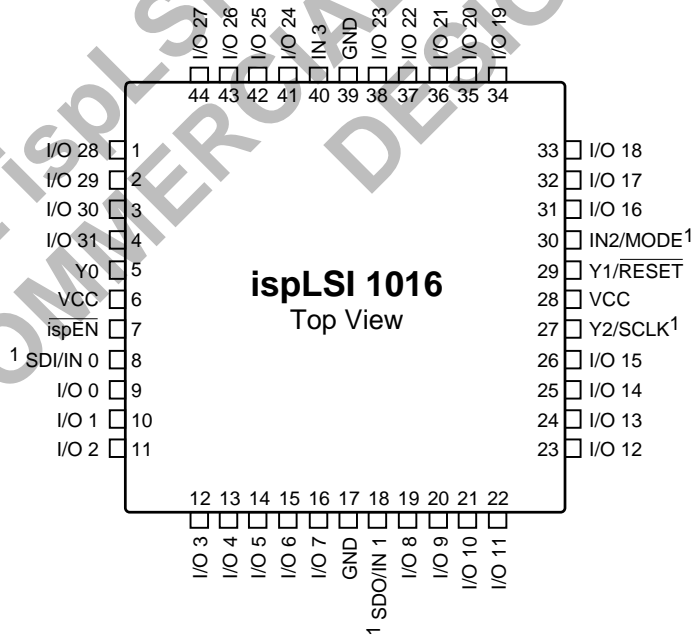 I/O 27 I/O 26 I/O 25 I/O 24 IN 3 GND I/O 23 I/O 22 I/O 21 I/O 20 I/O 19
44 43 42 41 40 39 38 37 36 35 34
I/O 28 1 33 I/O 18
I/O 29 2 32 I/O 17
I/O 30 3 31 I/O 16
I/O 31 4 30 IN2/MODE¹
Y0 5 29 Y1/R̅E̅S̅E̅T̅
VCC 6 28 VCC
i̅s̅p̅E̅N̅ 7 27 Y2/SCLK¹
¹ SDI/IN 0 8 26 I/O 15
I/O 0 9 25 I/O 14
I/O 1 10 24 I/O 13
I/O 2 11 23 I/O 12
ispLSI 1016
Top View
12 13 14 15 16 17 18 19 20 21 22
I/O 3 I/O 4 I/O 5 I/O 6 I/O 7 GND ¹ SDO/IN 1 I/O 8 I/O 9 I/O 10 I/O 11
ispLSI
COMMERCIAL
DESIG